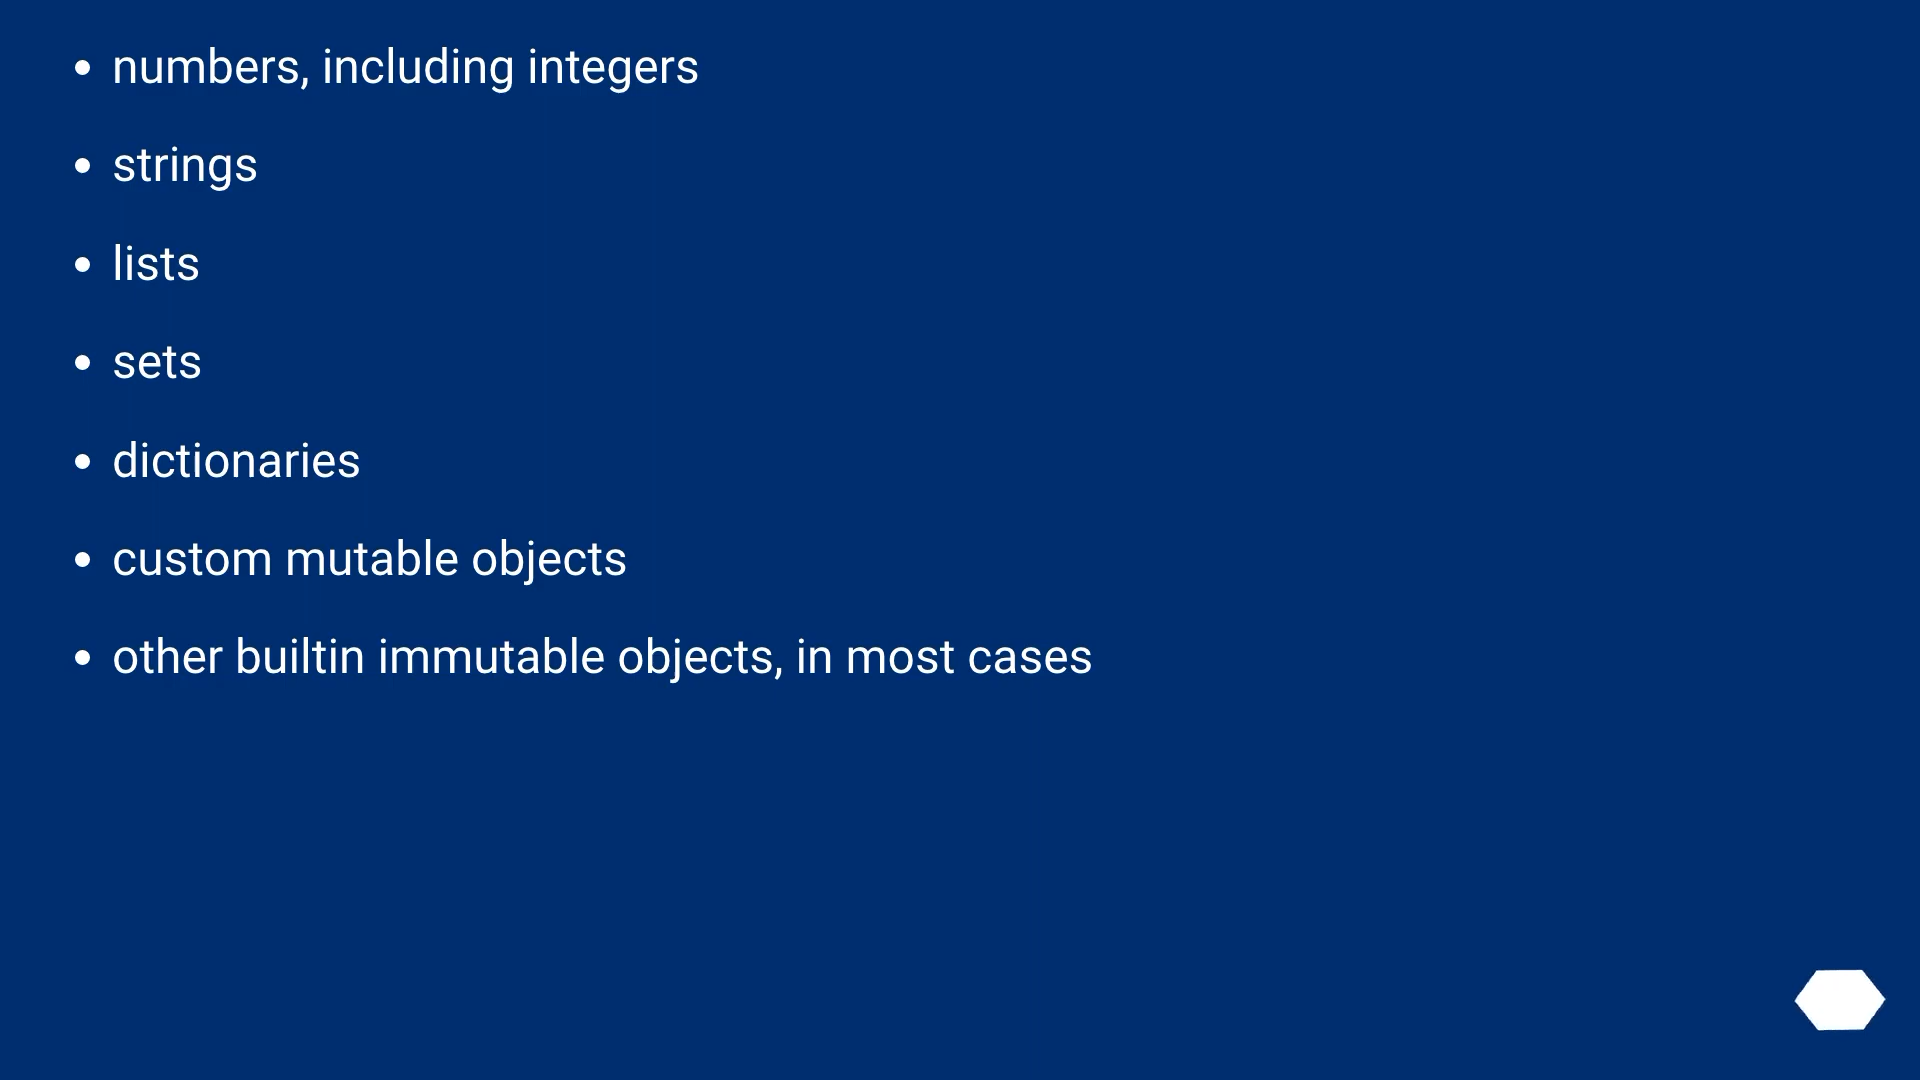 • numbers, including integers
• strings
• lists
• sets
• dictionaries
• custom mutable objects
• other builtin immutable objects, in most cases